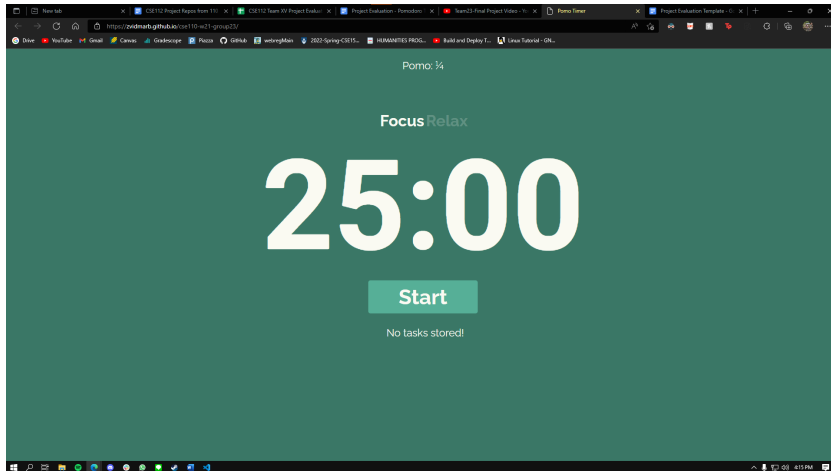 New tab
CSE112 Project Repos from 110
CSE112 Team XV Project Evaluat
Project Evaluation - Pomodoro
Team23-Final Project Video - Yo
Pomo Timer
Project Evaluation Template - G
https://zvidmarb.github.io/cse110-w21-group23/
Drive YouTube Gmail Canvas Gradescope Piazza GitHub webregMain 2022-Spring-CSE15... HUMANITIES PROG... Build and Deploy T... Linux Tutorial - GN...
Pomo: ¼
Focus Relax
25:00
Start
No tasks stored!
4:15 PM